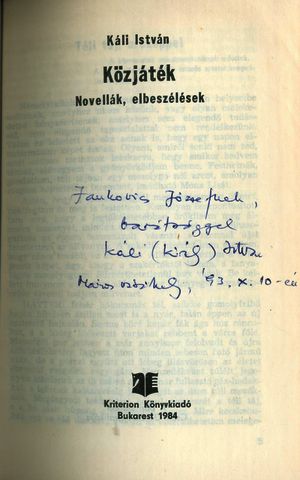 Káli István
Közjáték
Novellák, elbeszélések
Jankovics Józsefnek,
barátsággal
Káli (Király) István
Marosvásárhely, '93. X. 10-én
Kriterion Könyvkiadó
Bukarest 1984
5